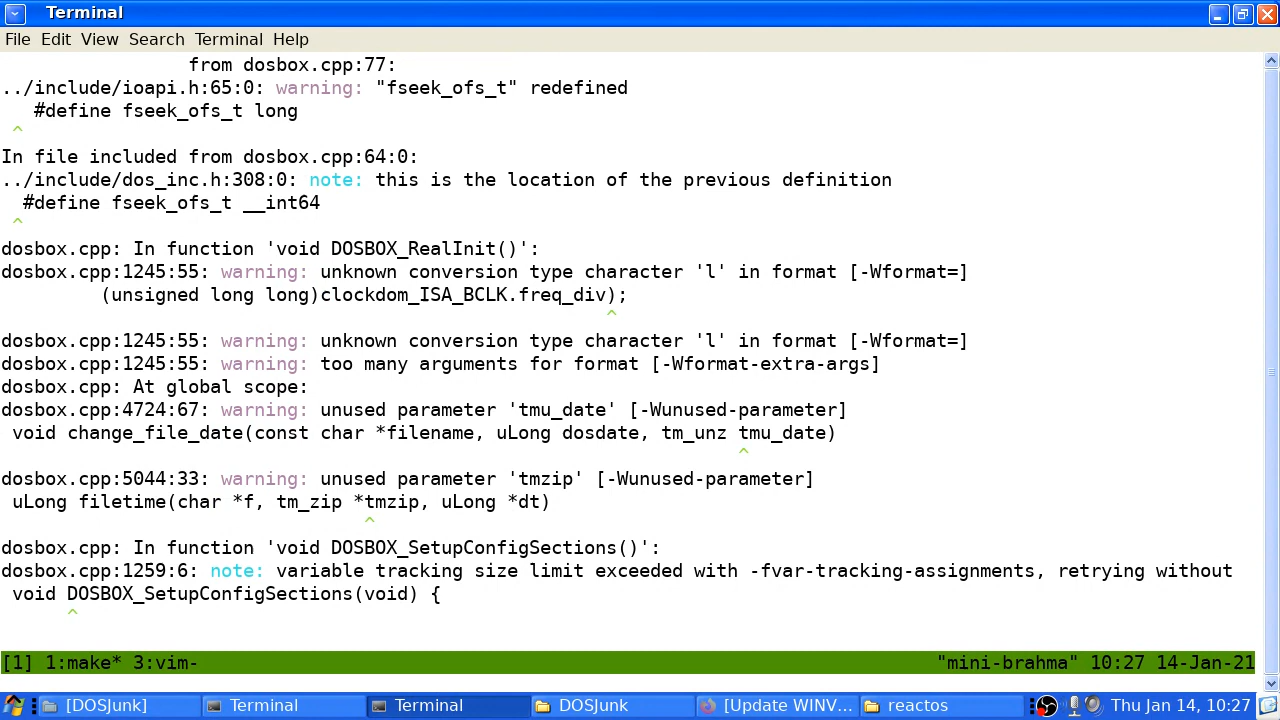 Terminal
File Edit View Search Terminal Help
                 from dosbox.cpp:77:
../include/ioapi.h:65:0: warning: "fseek_ofs_t" redefined
   #define fseek_ofs_t long
 ^
In file included from dosbox.cpp:64:0:
../include/dos_inc.h:308:0: note: this is the location of the previous definition
  #define fseek_ofs_t __int64
 ^
dosbox.cpp: In function 'void DOSBOX_RealInit()':
dosbox.cpp:1245:55: warning: unknown conversion type character 'l' in format [-Wformat=]
         (unsigned long long)clockdom_ISA_BCLK.freq_div);
                                                       ^
dosbox.cpp:1245:55: warning: unknown conversion type character 'l' in format [-Wformat=]
dosbox.cpp:1245:55: warning: too many arguments for format [-Wformat-extra-args]
dosbox.cpp: At global scope:
dosbox.cpp:4724:67: warning: unused parameter 'tmu_date' [-Wunused-parameter]
 void change_file_date(const char *filename, uLong dosdate, tm_unz tmu_date)
                                                                   ^
dosbox.cpp:5044:33: warning: unused parameter 'tmzip' [-Wunused-parameter]
 uLong filetime(char *f, tm_zip *tmzip, uLong *dt)
                                 ^
dosbox.cpp: In function 'void DOSBOX_SetupConfigSections()':
dosbox.cpp:1259:6: note: variable tracking size limit exceeded with -fvar-tracking-assignments, retrying without
 void DOSBOX_SetupConfigSections(void) {
      ^
[1] 1:make* 3:vim- "mini-brahma" 10:27 14-Jan-21
[DOSJunk] Terminal Terminal DOSJunk [Update WINV... reactos Thu Jan 14, 10:27